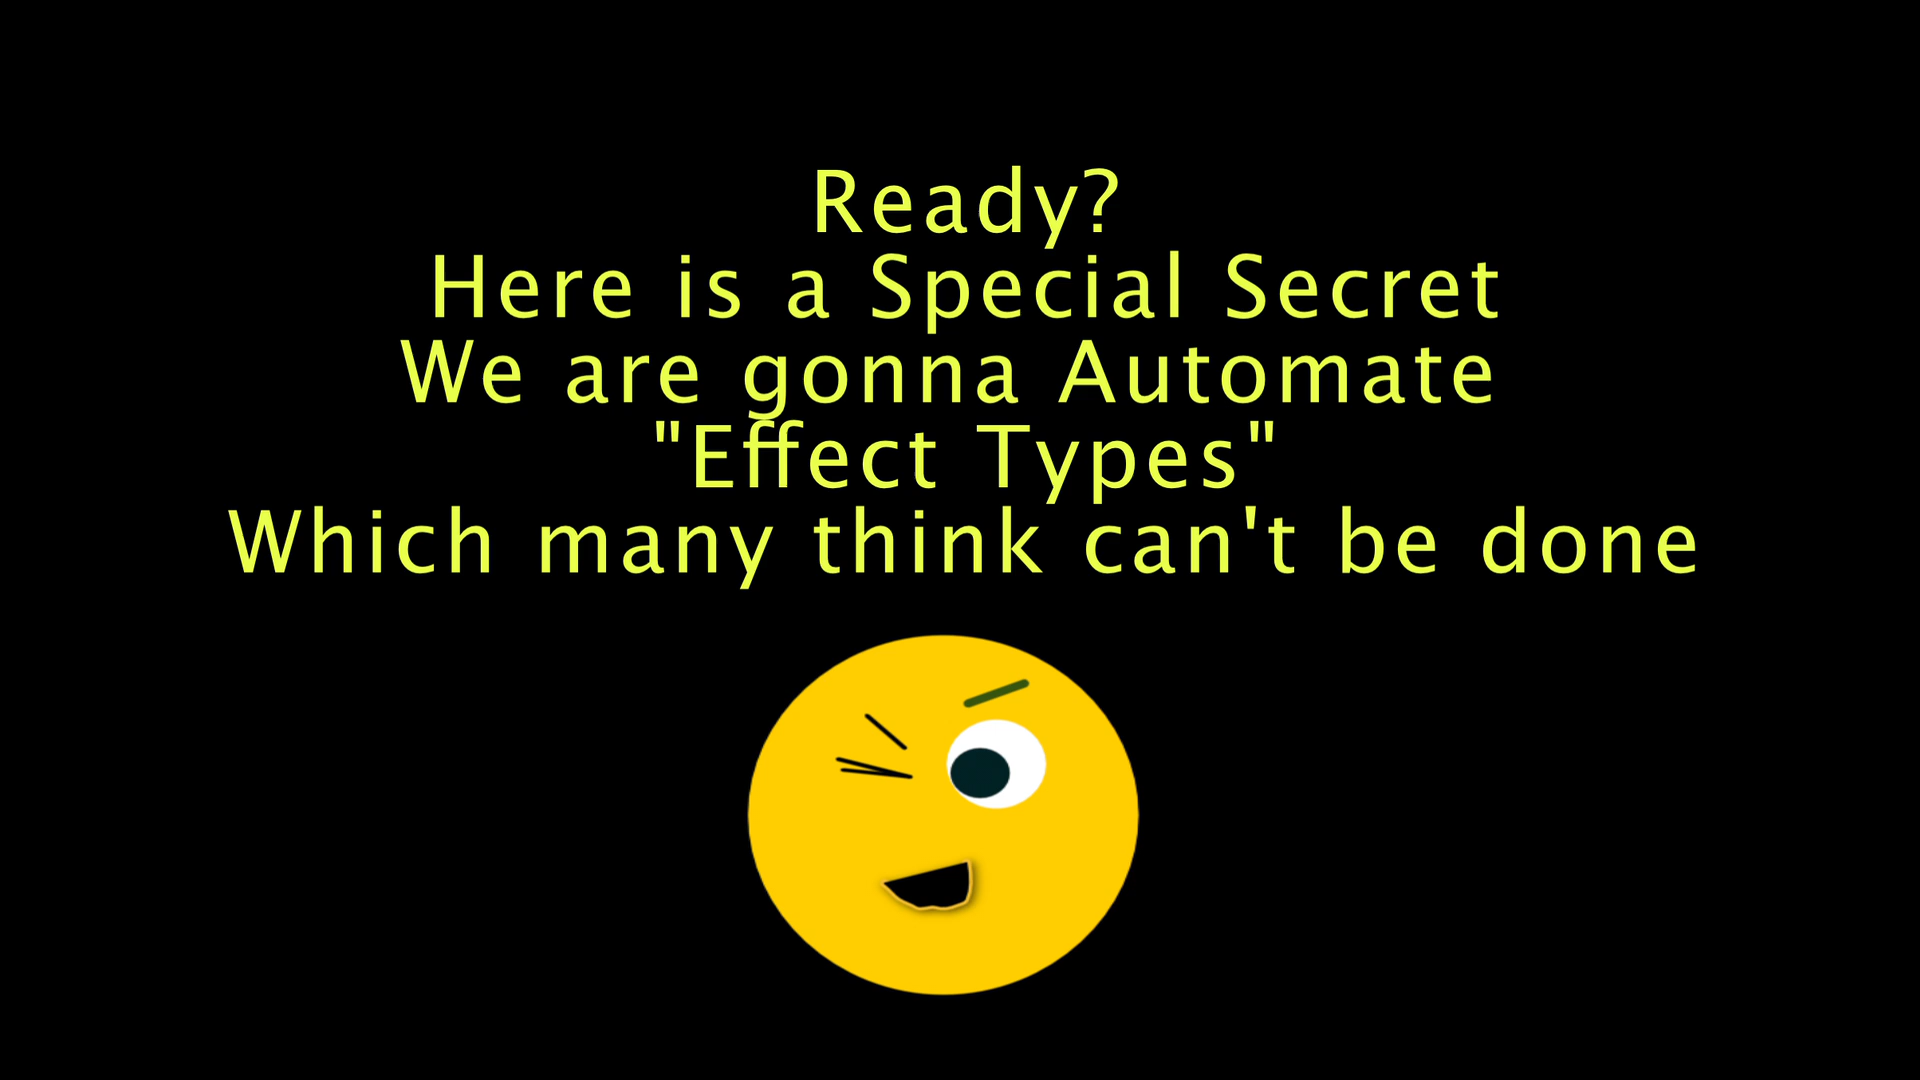 Ready?
Here is a Special Secret
We are gonna Automate
"Effect Types"
Which many think can't be done